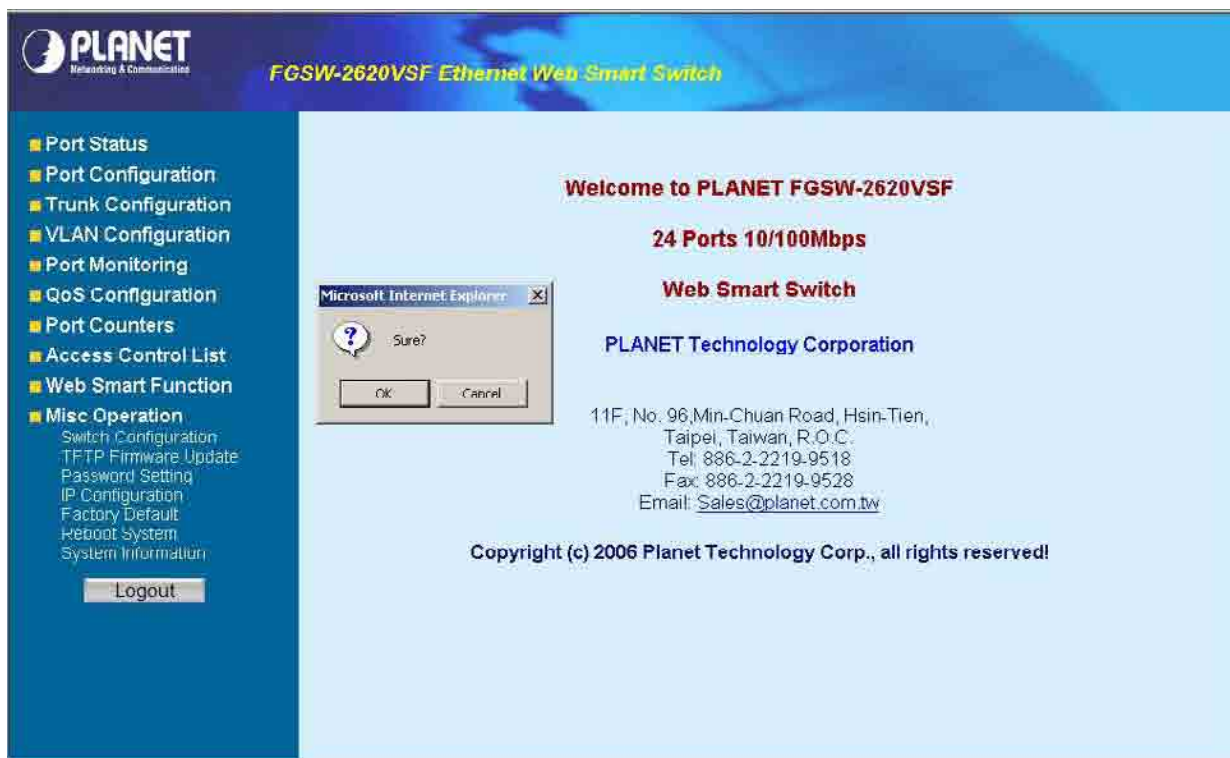 PLANET
Networking & Communication
FGSW-2620VSF Ethernet Web Smart Switch
Port Status
Port Configuration
Trunk Configuration
VLAN Configuration
Port Monitoring
QoS Configuration
Port Counters
Access Control List
Web Smart Function
Misc Operation
Switch Configuration
TFTP Firmware Update
Password Setting
IP Configuration
Factory Default
Reboot System
System Information
Logout
Welcome to PLANET FGSW-2620VSF
24 Ports 10/100Mbps
Web Smart Switch
PLANET Technology Corporation
Microsoft Internet Explorer
Sure?
OK
Cancel
11F, No. 96,Min-Chuan Road, Hsin-Tien,
Taipei, Taiwan, R.O.C.
Tel: 886-2-2219-9518
Fax: 886-2-2219-9528
Email: Sales@planet.com.tw
Copyright (c) 2006 Planet Technology Corp., all rights reserved!